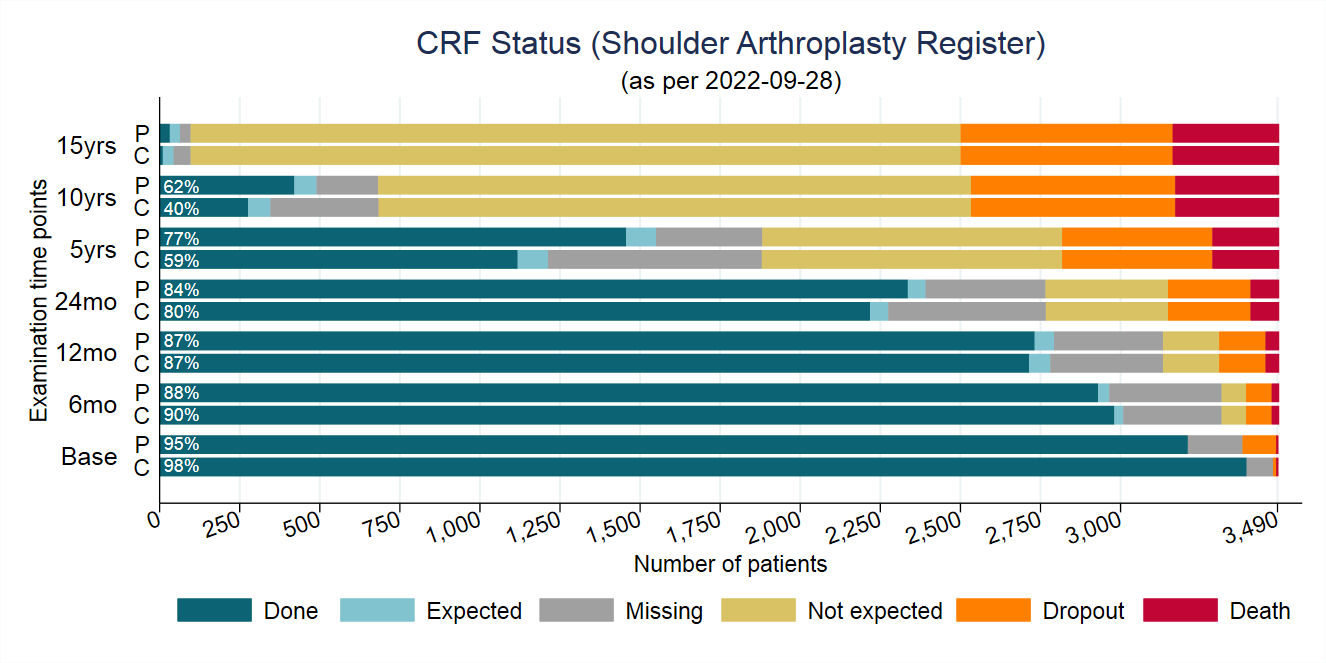 CRF Status (Shoulder Arthroplasty Register)
(as per 2022-09-28)
Examination time points
15yrs
P
C
10yrs
P 62%
C 40%
5yrs
P 77%
C 59%
24mo
P 84%
C 80%
12mo
P 87%
C 87%
6mo
P 88%
C 90%
Base
P 95%
C 98%
0 250 500 750 1,000 1,250 1,500 1,750 2,000 2,250 2,500 2,750 3,000 3,490
Number of patients
Done Expected Missing Not expected Dropout Death